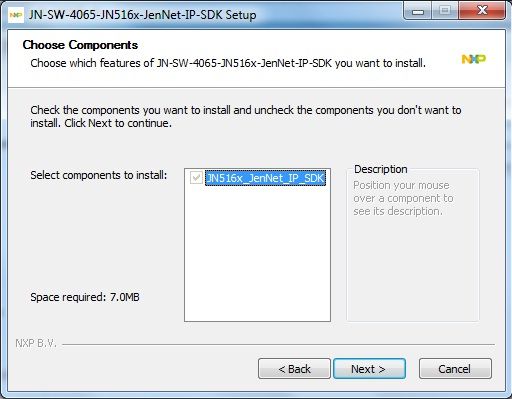 NXP JN-SW-4065-JN516x-JenNet-IP-SDK Setup
Choose Components
Choose which features of JN-SW-4065-JN516x-JenNet-IP-SDK you want to install.
NXP
Check the components you want to install and uncheck the components you don't want to
install. Click Next to continue.
Select components to install:
JN516x_JenNet_IP_SDK
Description
Position your mouse
over a component to
see its description.
Space required: 7.0MB
NXP B.V.
< Back
Next >
Cancel